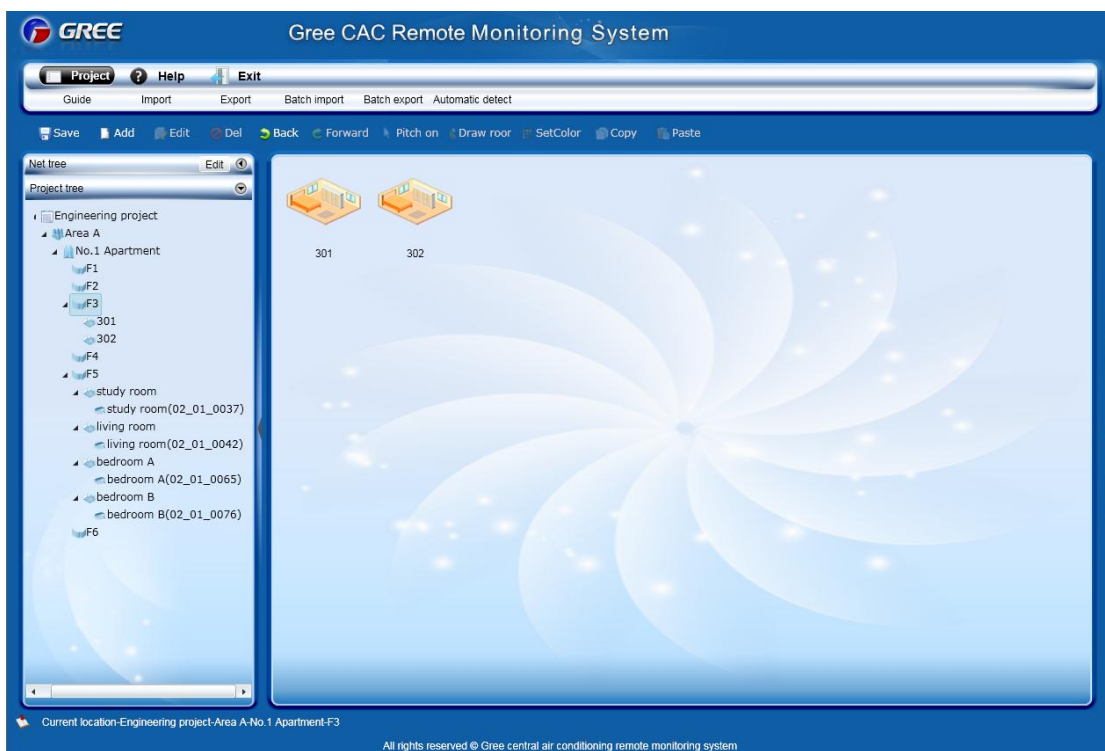 GREE
Gree CAC Remote Monitoring System
Project Help Exit
Guide Import Export Batch import Batch export Automatic detect
Save Add Edit Del Back Forward Pitch on Draw roor SetColor Copy Paste
Net tree Edit
Project tree
Engineering project
Area A
No.1 Apartment
F1
F2
F3
301
302
F4
F5
study room
study room(02_01_0037)
living room
living room(02_01_0042)
bedroom A
bedroom A(02_01_0065)
bedroom B
bedroom B(02_01_0076)
F6
301 302
Current location-Engineering project-Area A-No.1 Apartment-F3
All rights reserved © Gree central air conditioning remote monitoring system